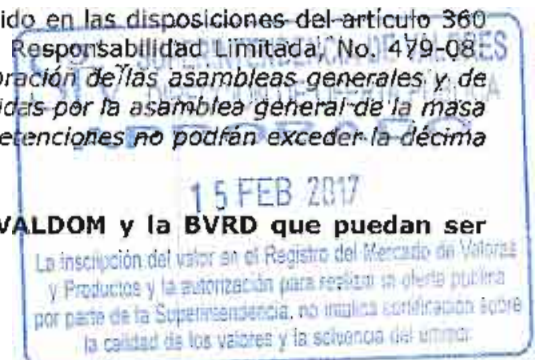 ido en las disposiciones del artículo 360
Responsabilidad Limitada, No. 479-08.
SUPERINTENDENCIA DE VALORES
oración de las asambleas generales y de
idas por la asamblea general de la masa
etenciones no podrán exceder la décima
15 FEB 2017
VALDOM y la BVRD que puedan ser
La inscripción del valor en el Registro del Mercado de Valores
y Productos y la autorización para realizar la oferta pública
por parte de la Superintendencia, no implica certificación sobre
la calidad de los valores y la solvencia del emisor.